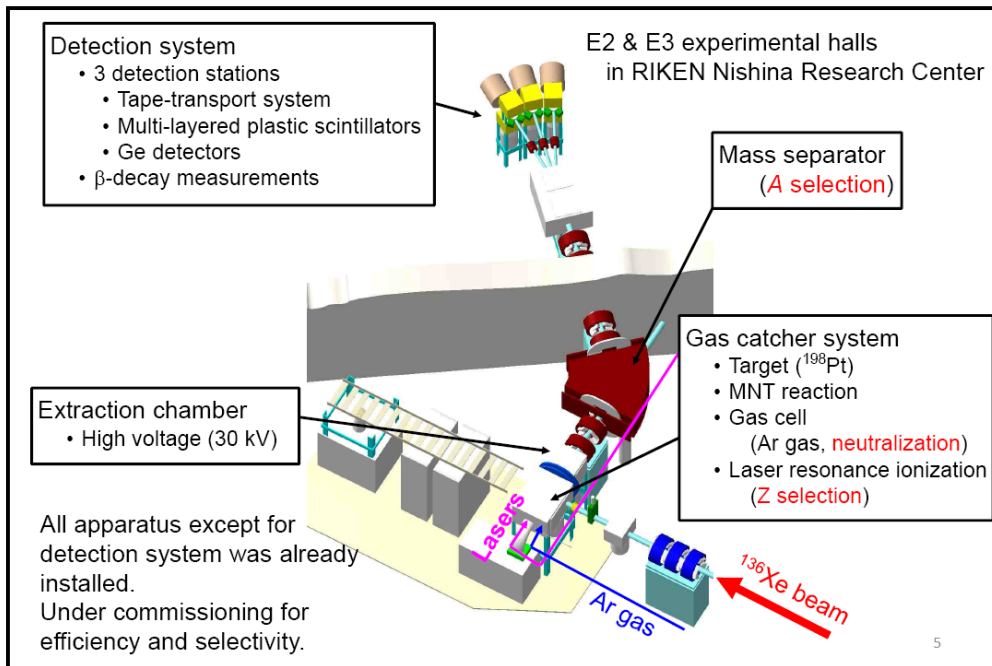 Detection system
• 3 detection stations
• Tape-transport system
• Multi-layered plastic scintillators
• Ge detectors
• β-decay measurements
E2 & E3 experimental halls
in RIKEN Nishina Research Center
Mass separator
(A selection)
Gas catcher system
• Target (¹⁹⁸Pt)
• MNT reaction
• Gas cell
(Ar gas, neutralization)
• Laser resonance ionization
(Z selection)
Extraction chamber
• High voltage (30 kV)
Lasers
Ar gas
¹³⁶Xe beam
All apparatus except for
detection system was already
installed.
Under commissioning for
efficiency and selectivity.
5